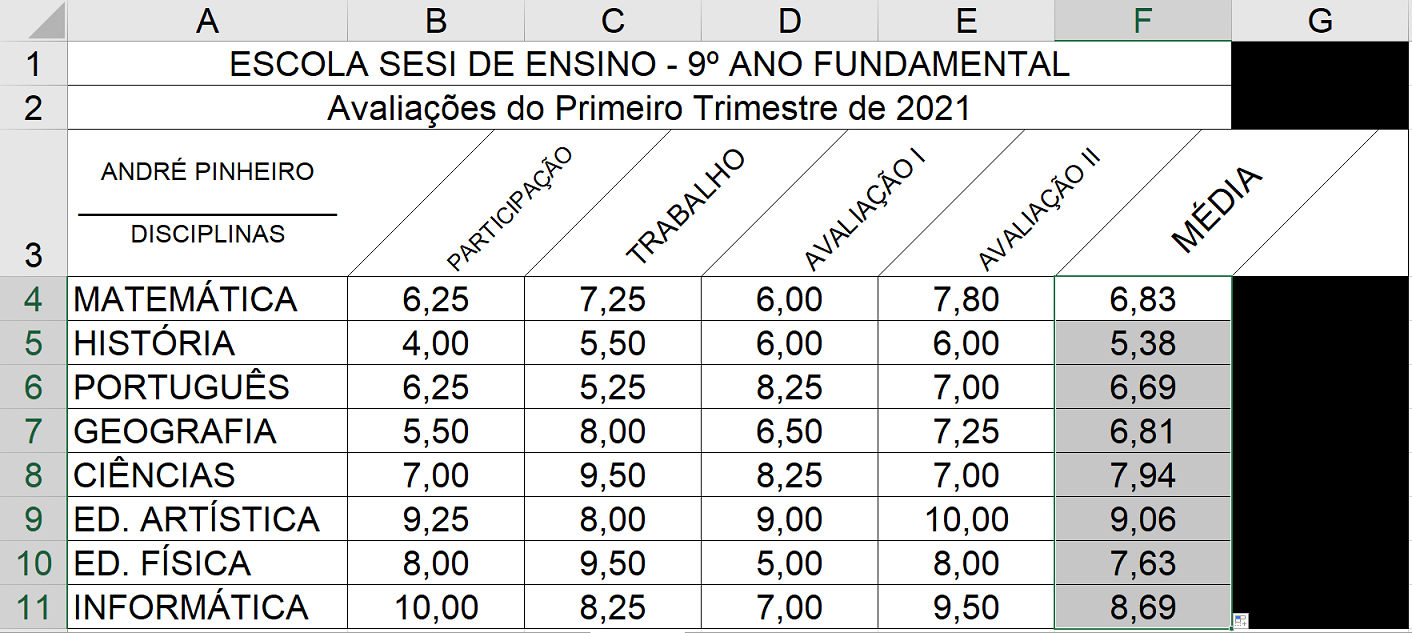 A B C D E F G
1 ESCOLA SESI DE ENSINO - 9º ANO FUNDAMENTAL
2 Avaliações do Primeiro Trimestre de 2021
ANDRÉ PINHEIRO
DISCIPLINAS
3 PARTICIPAÇÃO TRABALHO AVALIAÇÃO I AVALIAÇÃO II MÉDIA
4 MATEMÁTICA 6,25 7,25 6,00 7,80 6,83
5 HISTÓRIA 4,00 5,50 6,00 6,00 5,38
6 PORTUGUÊS 6,25 5,25 8,25 7,00 6,69
7 GEOGRAFIA 5,50 8,00 6,50 7,25 6,81
8 CIÊNCIAS 7,00 9,50 8,25 7,00 7,94
9 ED. ARTÍSTICA 9,25 8,00 9,00 10,00 9,06
10 ED. FÍSICA 8,00 9,50 5,00 8,00 7,63
11 INFORMÁTICA 10,00 8,25 7,00 9,50 8,69